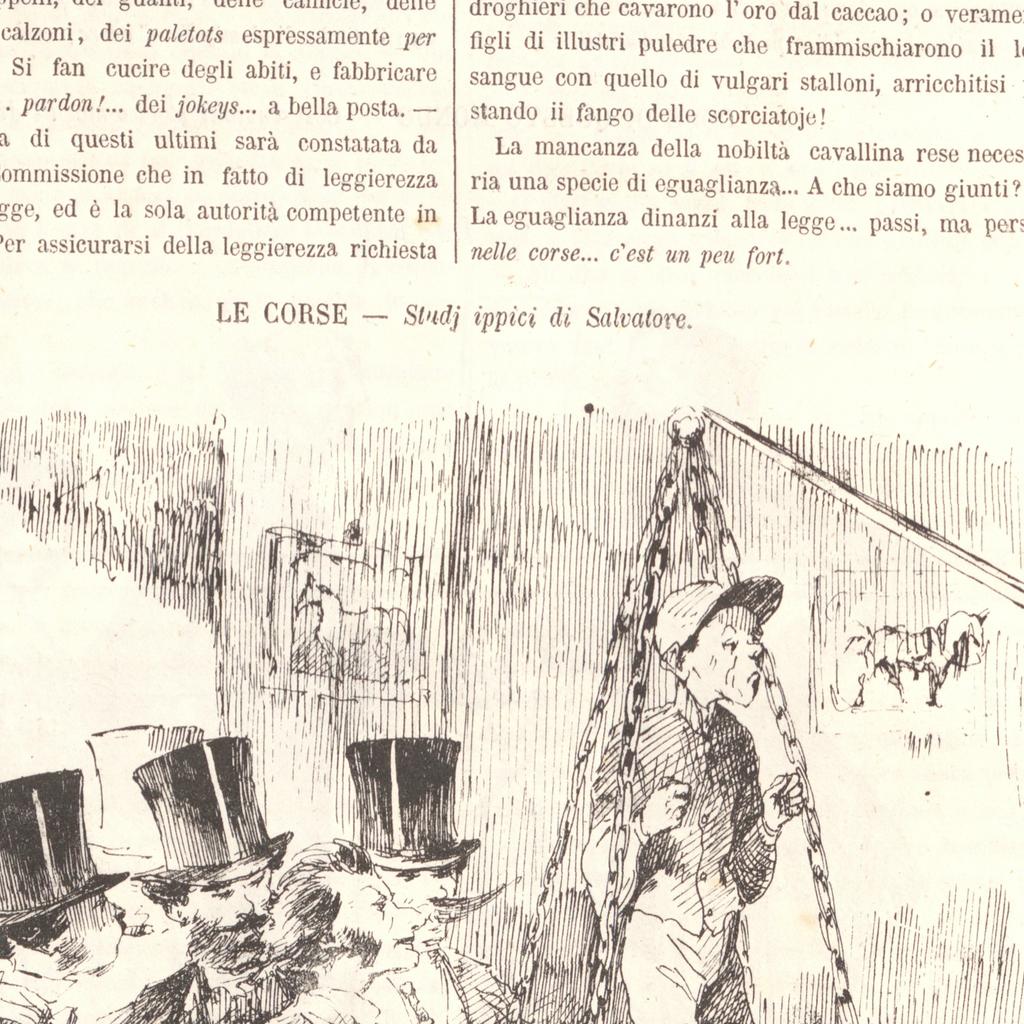 guanti, delle camicie, delle
calzoni, dei paletots espressamente per
Si fan cucire degli abiti, e fabbricare
. pardon!... dei jokeys... a bella posta. —
di questi ultimi sarà constatata da
ommissione che in fatto di leggierezza
gge, ed è la sola autorità competente in
Per assicurarsi della leggierezza richiesta
droghieri che cavarono l'oro dal caccao; o verame
figli di illustri puledre che frammischiarono il
sangue con quello di vulgari stalloni, arricchitisi
stando ii fango delle scorciatoje!
La mancanza della nobiltà cavallina rese neces
ria una specie di eguaglianza... A che siamo giunti?
La eguaglianza dinanzi alla legge... passi, ma pers
nelle corse... c'est un peu fort.
LE CORSE — Studj ippici di Salvatore.